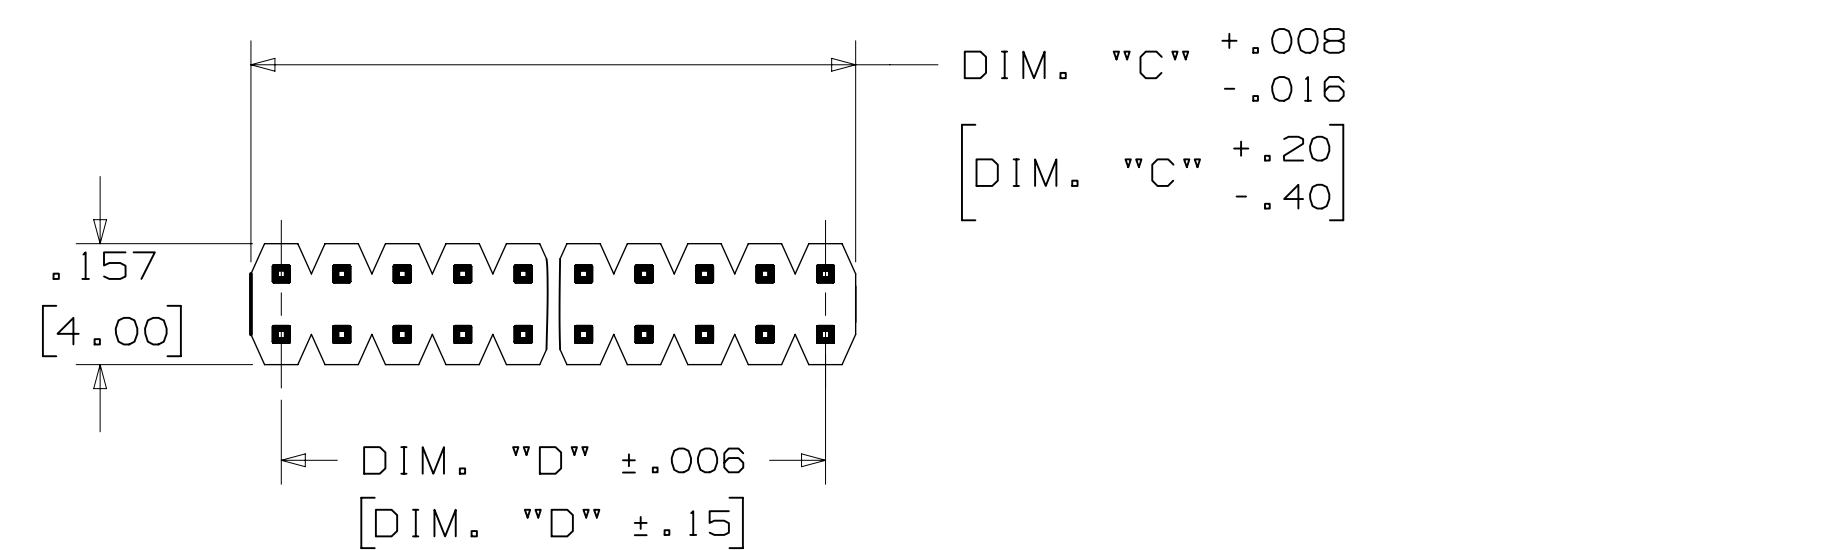 DIM. "C" +.008
-.016
[DIM. "C" +.20
-.40]
.157
[4.00]
DIM. "D" ±.006
[DIM. "D" ±.15]